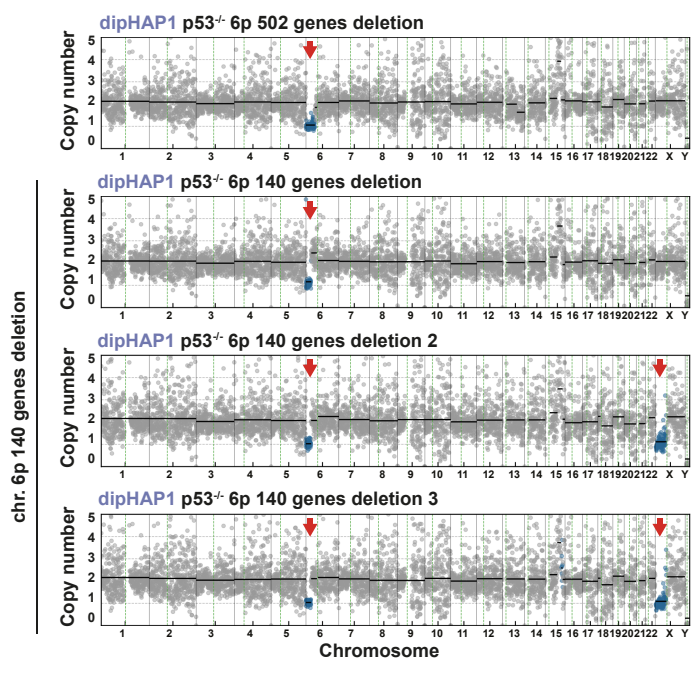 dipHAP1 p53-/- 6p 502 genes deletion
Copy number
5
4
3
2
1
0
1 2 3 4 5 6 7 8 9 10 11 12 13 14 15 16 17 18 19 20 21 22 X Y
chr. 6p 140 genes deletion
dipHAP1 p53-/- 6p 140 genes deletion
Copy number
5
4
3
2
1
0
1 2 3 4 5 6 7 8 9 10 11 12 13 14 15 16 17 18 19 20 21 22 X Y
dipHAP1 p53-/- 6p 140 genes deletion 2
Copy number
5
4
3
2
1
0
1 2 3 4 5 6 7 8 9 10 11 12 13 14 15 16 17 18 19 20 21 22 X Y
dipHAP1 p53-/- 6p 140 genes deletion 3
Copy number
5
4
3
2
1
0
1 2 3 4 5 6 7 8 9 10 11 12 13 14 15 16 17 18 19 20 21 22 X Y
Chromosome